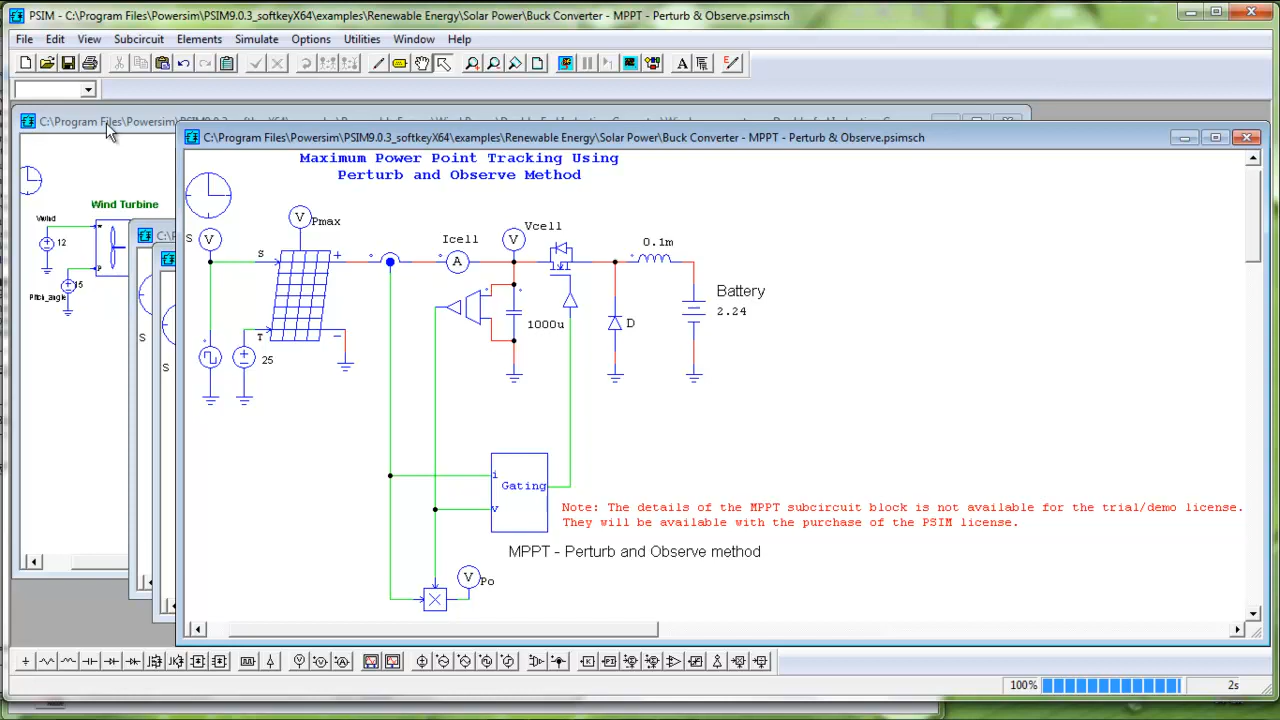 PSIM - C:\Program Files\Powersim\PSIM9.0.3_softkeyX64\examples\Renewable Energy\Solar Power\Buck Converter - MPPT - Perturb & Observe.psimsch
File Edit View Subcircuit Elements Simulate Options Utilities Window Help
C:\Program Files\Powersim\
C:\Program Files\Powersim\PSIM9.0.3_softkeyX64\examples\Renewable Energy\Solar Power\Buck Converter - MPPT - Perturb & Observe.psimsch
Maximum Power Point Tracking Using
Perturb and Observe Method
Wind Turbine
Vwind
12
w
p
15
Pitch_angle
C:\
S
S
S
V
V
Pmax
S
T
+
-
25
Icell
A
Vcell
V
1000u
D
0.1m
Battery
2.24
i
Gating
v
Note: The details of the MPPT subcircuit block is not available for the trial/demo license.
They will be available with the purchase of the PSIM license.
MPPT - Perturb and Observe method
V
Po
100%
2s